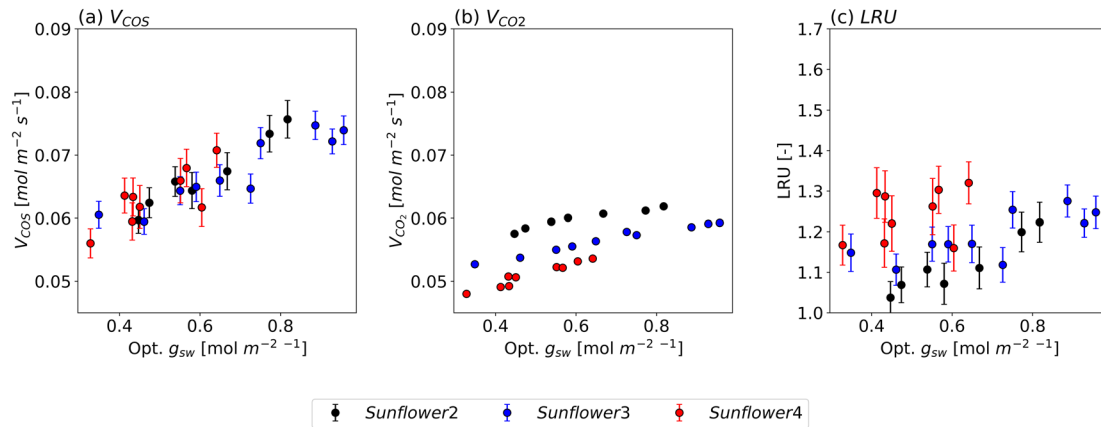 (a) V_COS
(b) V_CO2
(c) LRU
0.09
0.08
0.07
0.06
0.05
V_COS [mol m⁻² s⁻¹]
0.4 0.6 0.8
Opt. g_sw [mol m⁻² ⁻¹]
0.09
0.08
0.07
0.06
0.05
V_CO₂ [mol m⁻² s⁻¹]
0.4 0.6 0.8
Opt. g_sw [mol m⁻² ⁻¹]
1.7
1.6
1.5
1.4
1.3
1.2
1.1
1.0
LRU [-]
0.4 0.6 0.8
Opt. g_sw [mol m⁻² ⁻¹]
Sunflower2 Sunflower3 Sunflower4